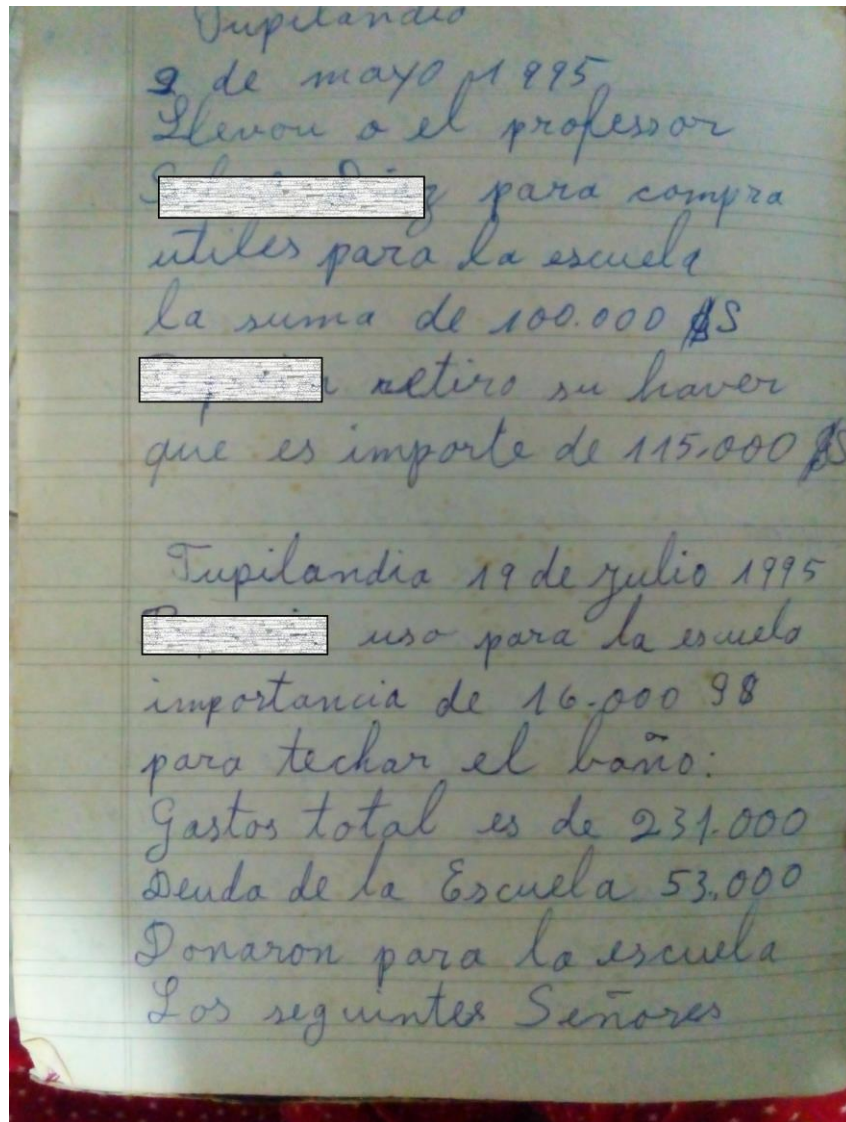 Tupilandia
9 de mayo 1995
Llevou o el professor
para compra
utiles para la escuela
la suma de 100.000 $S
retiro su haver
que es importe de 115.000 $S
Tupilandia 19 de julio 1995
uso para la escuela
importancia de 16.000 98
para techar el baño:
Gastos total es de 231.000
Deuda de la Escuela 53.000
Donaron para la escuela
Los seguintes Señores